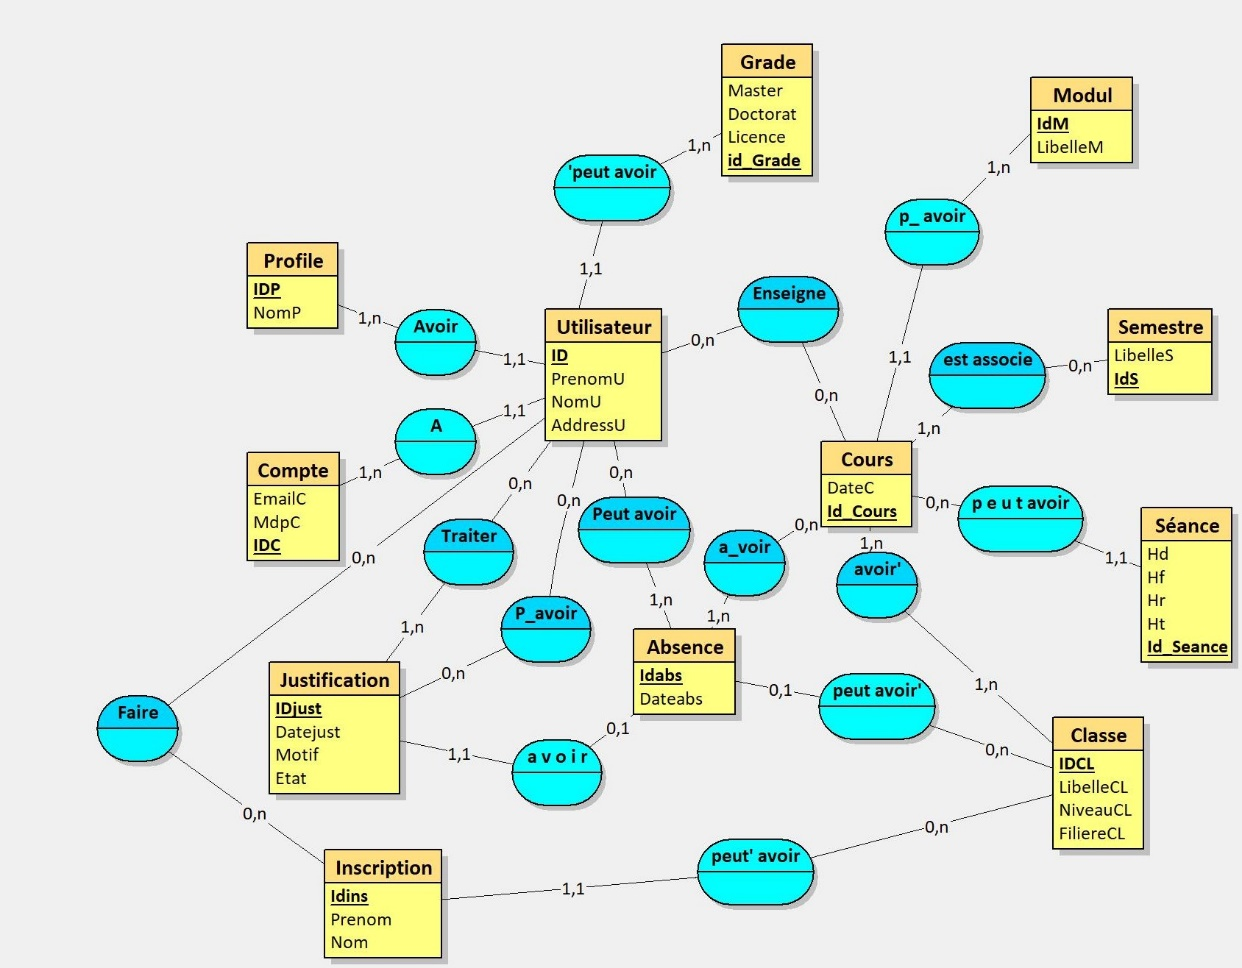 Grade
Master
Doctorat
Licence
id_Grade
Modul
IdM
LibelleM
1,n
'peut avoir
1,n
p_ avoir
1,1
Profile
IDP
NomP
1,n
Avoir
1,1
Enseigne
0,n
Utilisateur
ID
PrenomU
NomU
AddressU
Semestre
LibelleS
IdS
est associe
0,n
1,1
0,n
1,n
A
1,1
1,n
Compte
EmailC
MdpC
IDC
Cours
DateC
Id_Cours
0,n
0,n
0,n
0,n
Traiter
Peut avoir
a_voir
0,n
1,n
avoir'
0,n
p e u t avoir
1,1
Séance
Hd
Hf
Hr
Ht
Id_Seance
1,n
P_avoir
1,n
1,n
0,n
Absence
Idabs
Dateabs
0,1
peut avoir'
1,n
0,n
Justification
IDjust
Datejust
Motif
Etat
Faire
1,1
a v o i r
0,1
Classe
IDCL
LibelleCL
NiveauCL
FiliereCL
0,n
0,n
peut' avoir
1,1
Inscription
Idins
Prenom
Nom